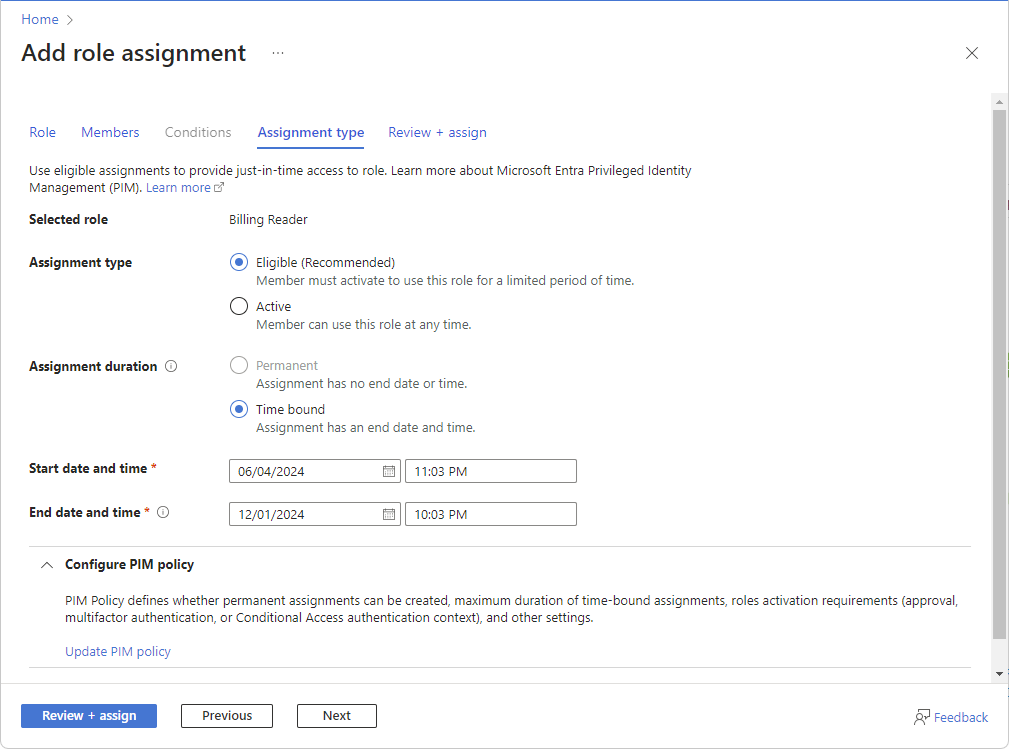 Home
Add role assignment ...
Role Members Conditions Assignment type Review + assign
Use eligible assignments to provide just-in-time access to role. Learn more about Microsoft Entra Privileged Identity
Management (PIM). Learn more
Selected role Billing Reader
Assignment type Eligible (Recommended)
Member must activate to use this role for a limited period of time.
Active
Member can use this role at any time.
Assignment duration Permanent
Assignment has no end date or time.
Time bound
Assignment has an end date and time.
Start date and time * 06/04/2024 11:03 PM
End date and time * 12/01/2024 10:03 PM
Configure PIM policy
PIM Policy defines whether permanent assignments can be created, maximum duration of time-bound assignments, roles activation requirements (approval,
multifactor authentication, or Conditional Access authentication context), and other settings.
Update PIM policy
Review + assign Previous Next Feedback